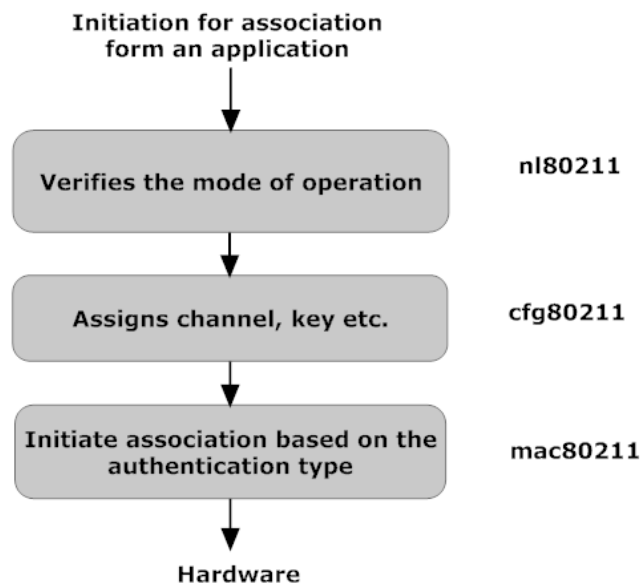 Initiation for association
form an application
Verifies the mode of operation
nl80211
Assigns channel, key etc.
cfg80211
Initiate association based on the
authentication type
mac80211
Hardware